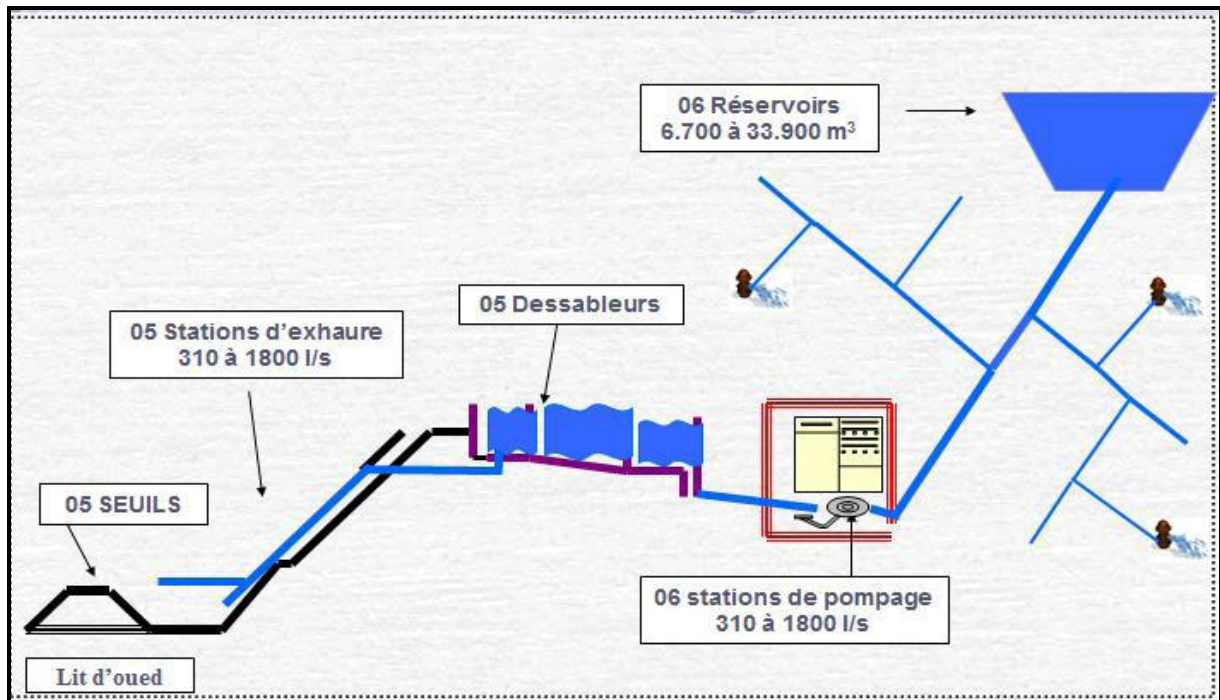 06 Réservoirs
6.700 à 33.900 m³
05 Dessableurs
05 Stations d’exhaure
310 à 1800 l/s
05 SEUILS
06 stations de pompage
310 à 1800 l/s
Lit d’oued